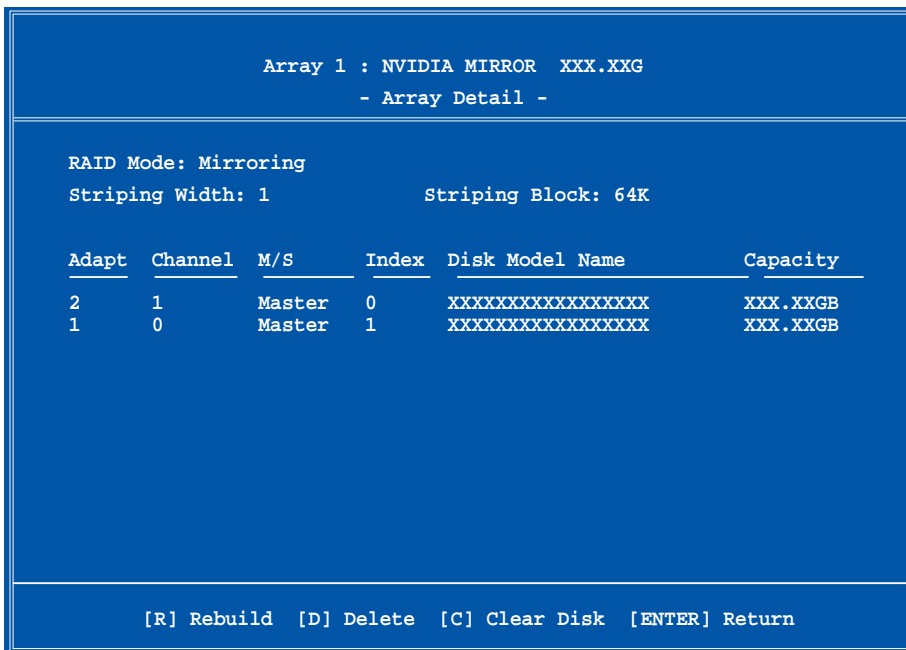 Array 1 : NVIDIA MIRROR XXX.XXG
- Array Detail -
RAID Mode: Mirroring
Striping Width: 1 Striping Block: 64K
Adapt Channel M/S Index Disk Model Name Capacity
2 1 Master 0 XXXXXXXXXXXXXXXXX XXX.XXGB
1 0 Master 1 XXXXXXXXXXXXXXXXX XXX.XXGB
[R] Rebuild [D] Delete [C] Clear Disk [ENTER] Return